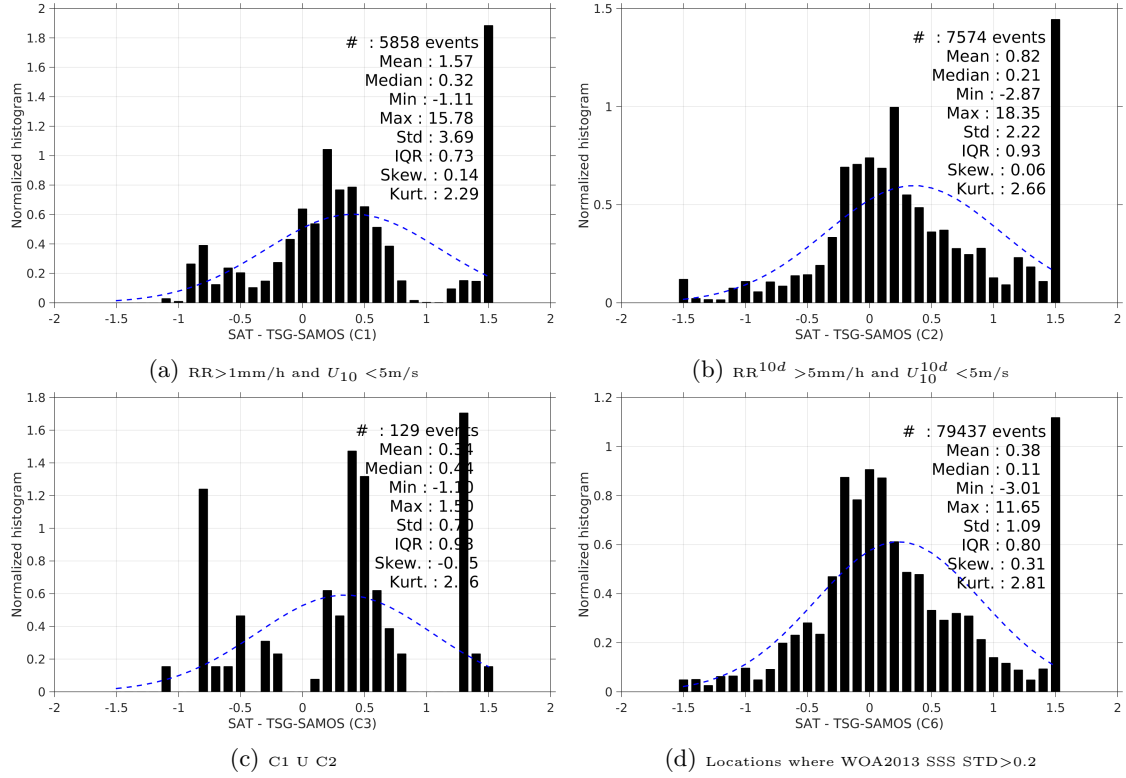 2
1.8
1.6
1.4
1.2
1
0.8
0.6
0.4
0.2
0
Normalized histogram
# : 5858 events
Mean : 1.57
Median : 0.32
Min : -1.11
Max : 15.78
Std : 3.69
IQR : 0.73
Skew. : 0.14
Kurt. : 2.29
-2 -1.5 -1 -0.5 0 0.5 1 1.5 2
SAT - TSG-SAMOS (C1)
(a) RR>1mm/h and U10 <5m/s
1.5
1
0.5
0
Normalized histogram
# : 7574 events
Mean : 0.82
Median : 0.21
Min : -2.87
Max : 18.35
Std : 2.22
IQR : 0.93
Skew. : 0.06
Kurt. : 2.66
-2 -1.5 -1 -0.5 0 0.5 1 1.5 2
SAT - TSG-SAMOS (C2)
(b) RR^10d >5mm/h and U_10^10d <5m/s
1.8
1.6
1.4
1.2
1
0.8
0.6
0.4
0.2
0
Normalized histogram
# : 129 events
Mean : 0.34
Median : 0.44
Min : -1.10
Max : 1.50
Std : 0.70
IQR :
Skew. :
Kurt. :
-2 -1.5 -1 -0.5 0 0.5 1 1.5 2
SAT - TSG-SAMOS (C3)
(c) C1 U C2
1.2
1
0.8
0.6
0.4
0.2
0
Normalized histogram
# : 79437 events
Mean : 0.38
Median : 0.11
Min : -3.01
Max : 11.65
Std : 1.09
IQR : 0.80
Skew. : 0.31
Kurt. : 2.81
-2 -1.5 -1 -0.5 0 0.5 1 1.5 2
SAT - TSG-SAMOS (C6)
(d) Locations where WOA2013 SSS STD>0.2